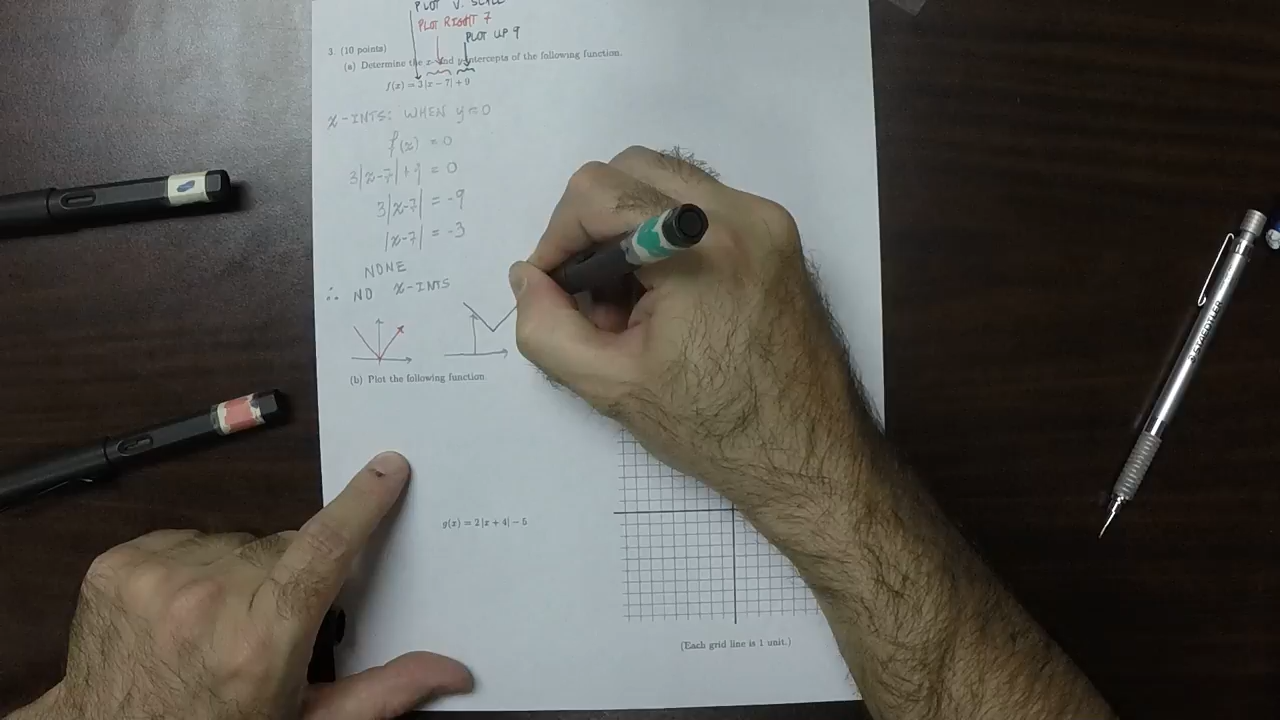 PLOT V. SCALE
PLOT RIGHT 7
PLOT UP 9
3. (10 points)
(a) Determine the x- and y-intercepts of the following function.
f(x) = 3|x − 7| + 9
x-INTS: WHEN y=0
f(x) = 0
3|x-7|+9 = 0
3|x-7| = -9
|x-7| = -3
NONE
∴ NO x-INTS
(b) Plot the following function.
g(x) = 2|x + 4| − 5
(Each grid line is 1 unit.)
STAEDTLER